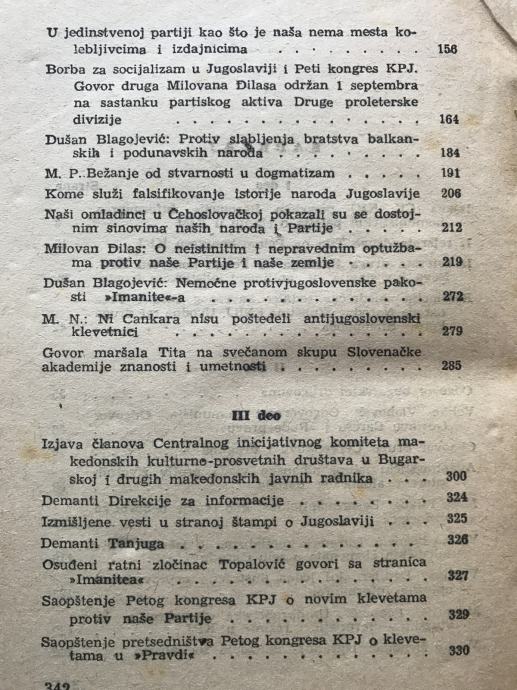 U jedinstvenoj partiji kao što je naša nema mesta ko-
lebljivcima i izdajnicima . . . . . . . . 156
Borba za socijalizam u Jugoslaviji i Peti kongres KPJ.
Govor druga Milovana Đilasa održan 1 septembra
na sastanku partiskog aktiva Druge proleterske
divizije . . . . . . . . . . . . . 164
Dušan Blagojević: Protiv slabljenja bratstva balkan-
skih i podunavskih naroda . . . . . . . . 184
M. P. Bežanje od stvarnosti u dogmatizam . . . . 191
Kome služi falsifikovanje istorije naroda Jugoslavije 206
Naši omladinci u Čehoslovačkoj pokazali su se dostoj-
nim sinovima naših naroda i Partije . . . . 212
Milovan Đilas: O neistinitim i nepravednim optužba-
ma protiv naše Partije i naše zemlje . . . . . 219
Dušan Blagojević: Nemoćne protivjugoslovenske pako-
sti »Imanite«-a . . . . . . . . . . . 272
M. N.: Ni Cankara nisu poštedeli antijugoslovenski
klevetnici . . . . . . . . . . . . 279
Govor maršala Tita na svečanom skupu Slovenačke
akademije znanosti i umetnosti . . . . . . . 285
III deo
Izjava članova Centralnog inicijativnog komiteta ma-
kedonskih kulturno-prosvetnih društava u Bugar-
skoj i drugih makedonskih javnih radnika . . . 300
Demanti Direkcije za informacije . . . . . . . 324
Izmišljene vesti u stranoj štampi o Jugoslaviji . . . 325
Demanti Tanjuga . . . . . . . . . . . . 326
Osuđeni ratni zločinac Topalović govori sa stranica
»Imanitea« . . . . . . . . . . . . . 327
Saopštenje Petog kongresa KPJ o novim klevetama
protiv naše Partije . . . . . . . . . . 329
Saopštenje pretsedništva Petog kongresa KPJ o kleve-
tama u »Pravdi« . . . . . . . . . . . 330
342